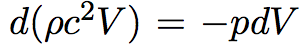 d(ρc²V) = −pdV